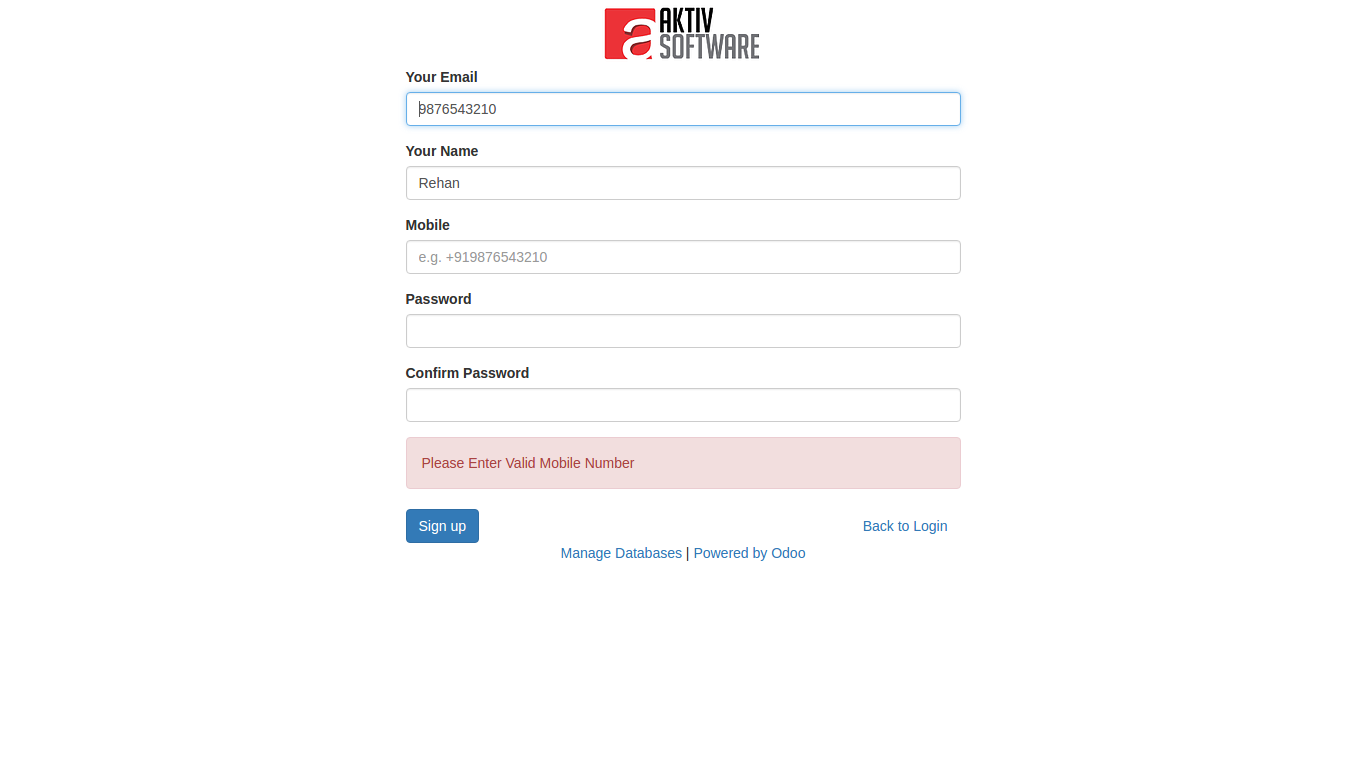 AKTIV
SOFTWARE
Your Email
9876543210
Your Name
Rehan
Mobile
e.g. +919876543210
Password
Confirm Password
Please Enter Valid Mobile Number
Sign up Back to Login
Manage Databases | Powered by Odoo